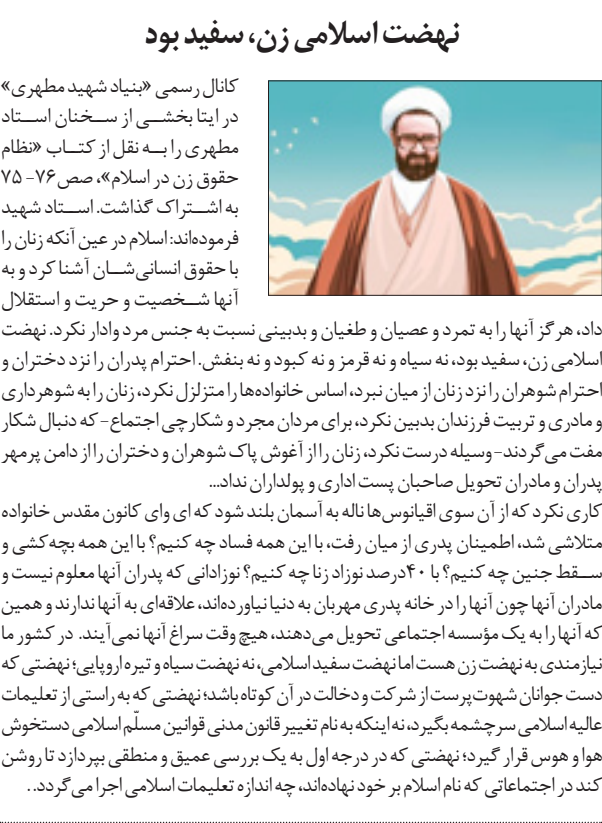 نهضت اسلامی زن، سفید بود
کانال رسمی «بنیاد شهید مطهری»
در ایتا بخشی از سخنان استاد
مطهری را به نقل از کتاب «نظام
حقوق زن در اسلام»، صص۷۶- ۷۵
به اشتراک گذاشت. استاد شهید
فرموده‌اند: اسلام در عین آنکه زنان را
با حقوق انسانی‌شان آشنا کرد و به
آنها شخصیت و حریت و استقلال
داد، هرگز آنها را به تمرد و عصیان و طغیان و بدبینی نسبت به جنس مرد وادار نکرد. نهضت
اسلامی زن، سفید بود، نه سیاه و نه قرمز و نه کبود و نه بنفش. احترام پدران را نزد دختران و
احترام شوهران را نزد زنان از میان نبرد، اساس خانواده‌ها را متزلزل نکرد، زنان را به شوهرداری
و مادری و تربیت فرزندان بدبین نکرد، برای مردان مجرد و شکارچی اجتماع- که دنبال شکار
مفت می‌گردند- وسیله درست نکرد، زنان را از آغوش پاک شوهران و دختران را از دامن پرمهر
پدران و مادران تحویل صاحبان پست اداری و پولداران نداد...
کاری نکرد که از آن سوی اقیانوس‌ها ناله به آسمان بلند شود که ای وای کانون مقدس خانواده
متلاشی شد، اطمینان پدری از میان رفت، با این همه فساد چه کنیم؟ با این همه بچه‌کشی و
سقط جنین چه کنیم؟ با ۴۰درصد نوزاد زنا چه کنیم؟ نوزادانی که پدران آنها معلوم نیست و
مادران آنها چون آنها را در خانه پدری مهربان به دنیا نیاورده‌اند، علاقه‌ای به آنها ندارند و همین
که آنها را به یک مؤسسه اجتماعی تحویل می‌دهند، هیچ وقت سراغ آنها نمی‌آیند. در کشور ما
نیازمندی به نهضت زن هست اما نهضت سفید اسلامی، نه نهضت سیاه و تیره اروپایی؛ نهضتی که
دست جوانان شهوت‌پرست از شرکت و دخالت در آن کوتاه باشد؛ نهضتی که به راستی از تعلیمات
عالیه اسلامی سرچشمه بگیرد، نه اینکه به نام تغییر قانون مدنی قوانین مسلّم اسلامی دستخوش
هوا و هوس قرار گیرد؛ نهضتی که در درجه اول به یک بررسی عمیق و منطقی بپردازد تا روشن
کند در اجتماعاتی که نام اسلام بر خود نهاده‌اند، چه اندازه تعلیمات اسلامی اجرا می‌گردد. .